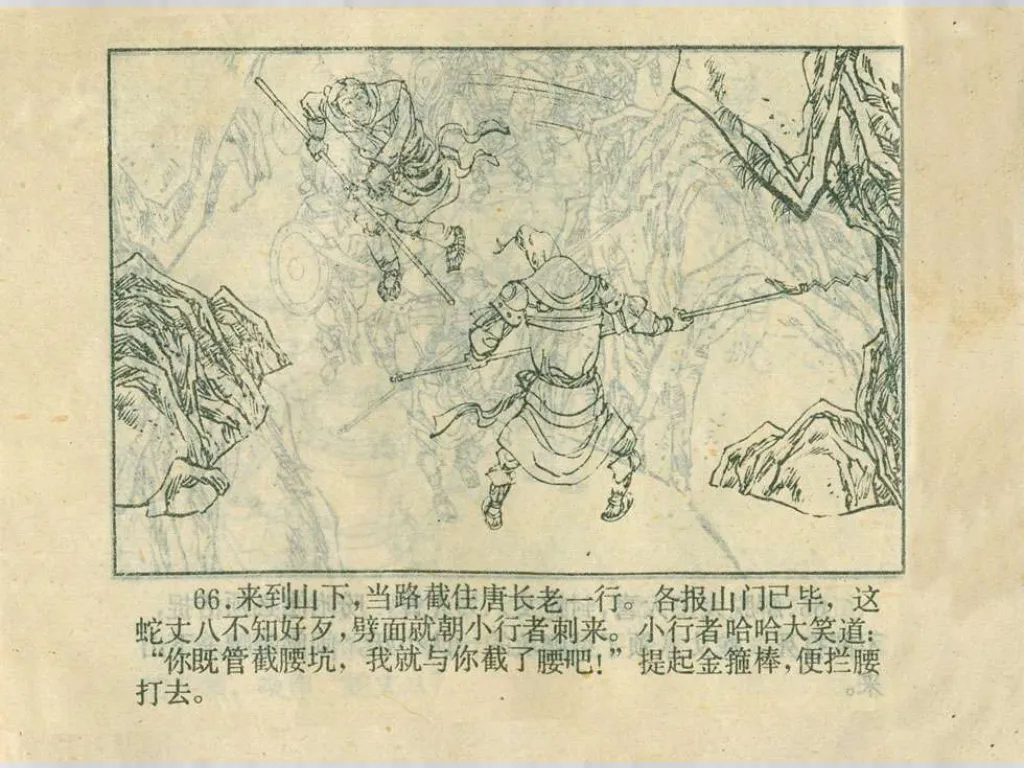 66.来到山下，当路截住唐长老一行。各报山门已毕，这
蛇丈八不知好歹，劈面就朝小行者刺来。小行者哈哈大笑道：
“你既管截腰坑，我就与你截了腰吧！”提起金箍棒，便拦腰
打去。